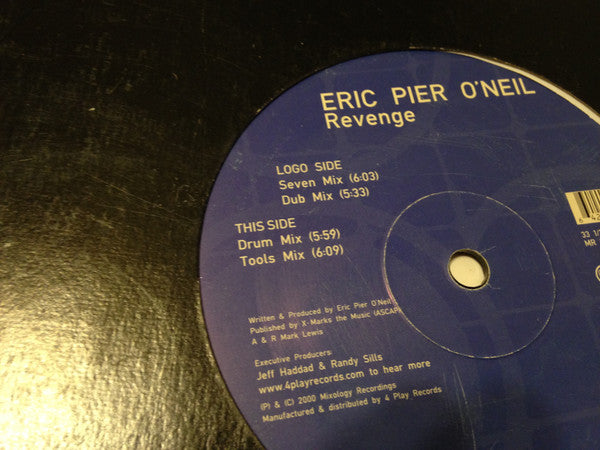 ERIC PIER O'NEIL
Revenge
LOGO SIDE
Seven Mix (6:03)
Dub Mix (5:33)
THIS SIDE
Drum Mix (5:59)
Tools Mix (6:09)
Written & Produced by Eric Pier O'Neil
Published by X-Marks the Music (ASCAP)
A & R Mark Lewis
Executive Producers:
Jeff Haddad & Randy Sills
www.4playrecords.com to hear more
(P) & (C) 2000 Mixology Recordings
Manufactured & distributed by 4 Play Records
33 1/
MR